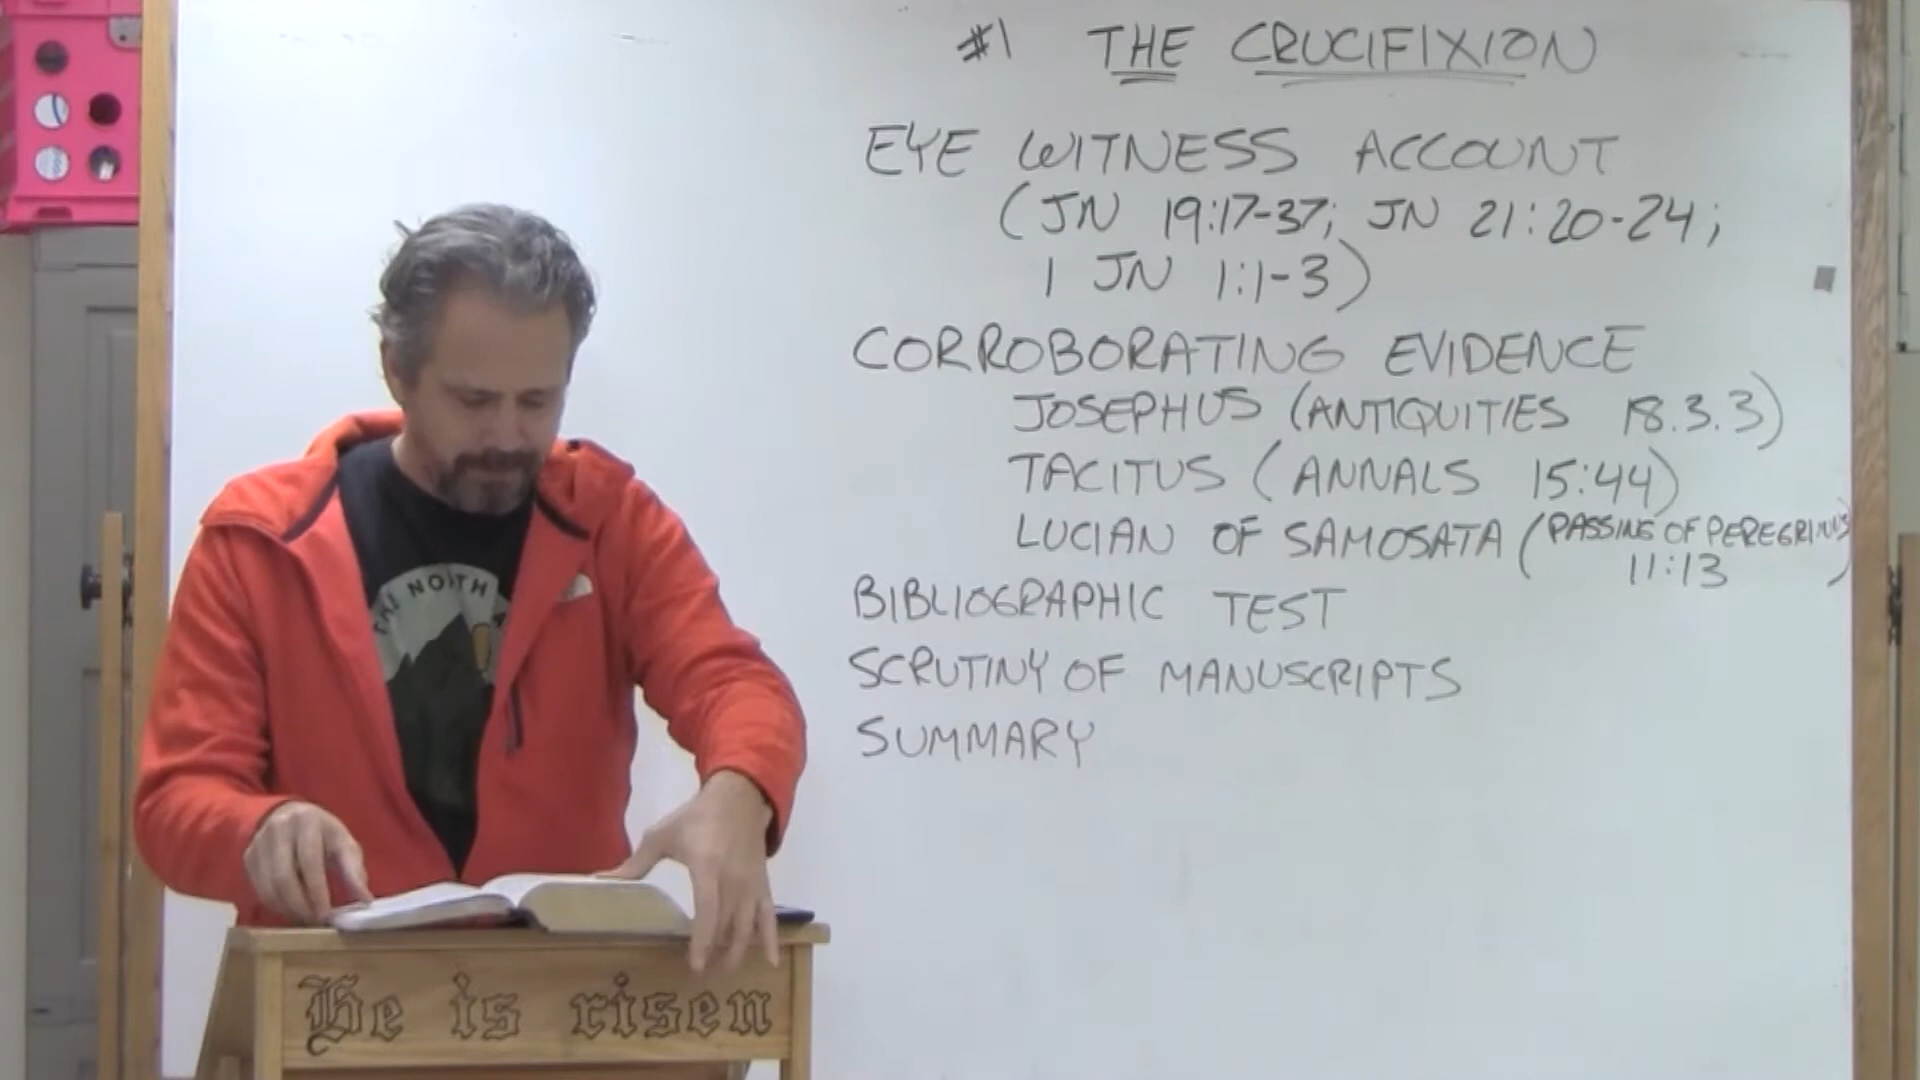 #1 THE CRUCIFIXION
EYE WITNESS ACCOUNT
(JN 19:17-37; JN 21:20-24;
1 JN 1:1-3)
CORROBORATING EVIDENCE
JOSEPHUS (ANTIQUITIES 18.3.3)
TACITUS (ANNALS 15:44)
LUCIAN OF SAMOSATA (PASSING OF PEREGRINUS
11:13)
BIBLIOGRAPHIC TEST
SCRUTINY OF MANUSCRIPTS
SUMMARY
THE NORTH
He is risen